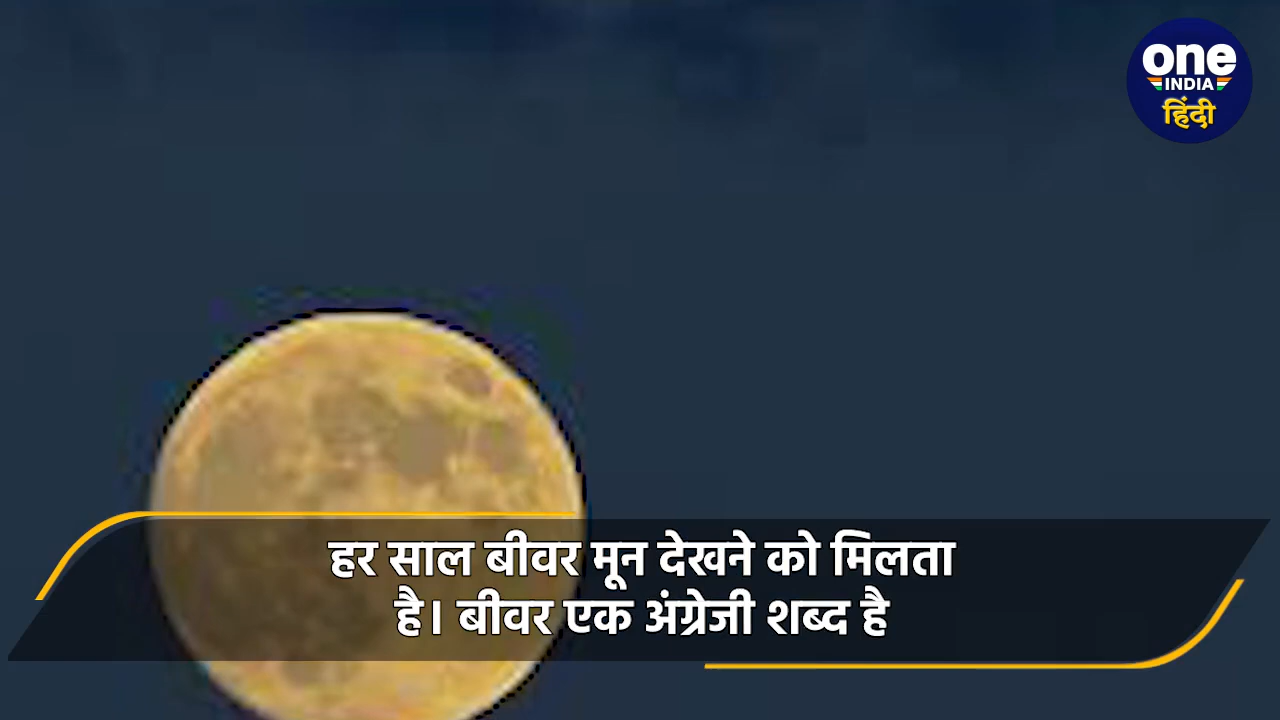 one
INDIA
हिंदी
हर साल बीवर मून देखने को मिलता
है। बीवर एक अंग्रेजी शब्द है